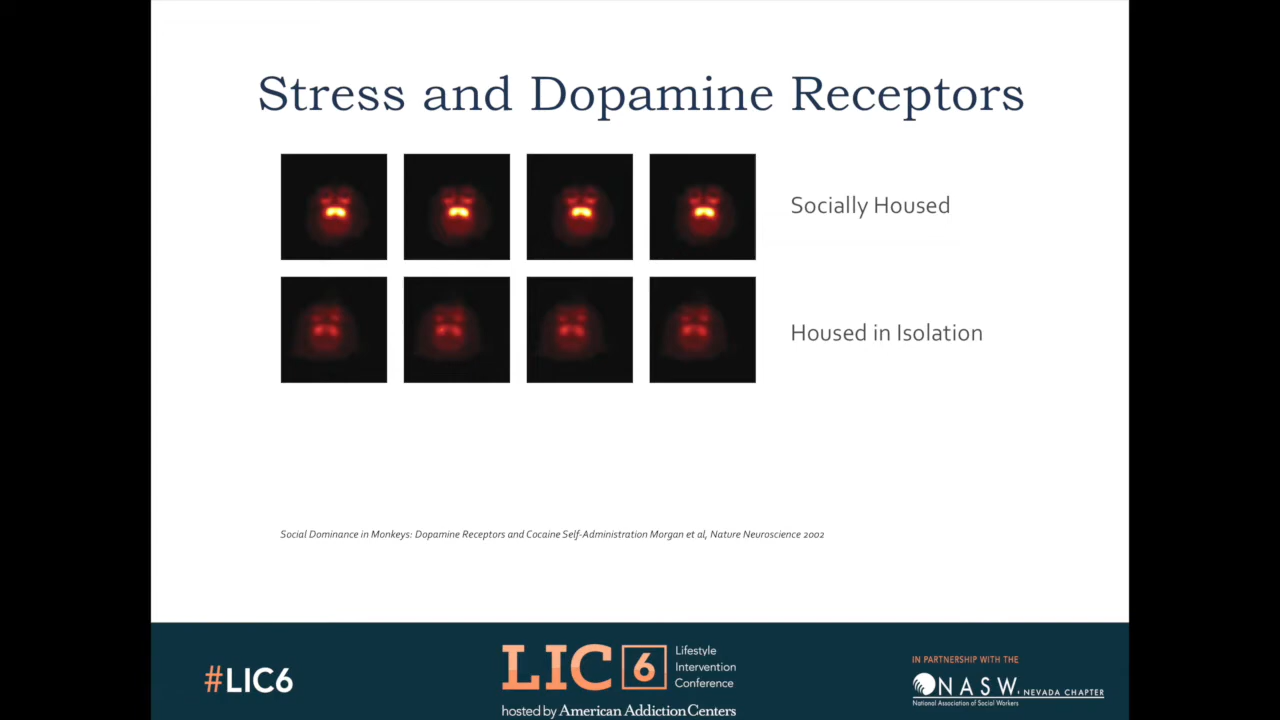 Stress and Dopamine Receptors
Socially Housed
Housed in Isolation
Social Dominance in Monkeys: Dopamine Receptors and Cocaine Self-Administration Morgan et al, Nature Neuroscience 2002
#LIC6
LIC 6
Lifestyle
Intervention
Conference
hosted by American Addiction Centers
IN PARTNERSHIP WITH THE
NASW, NEVADA CHAPTER
National Association of Social Workers